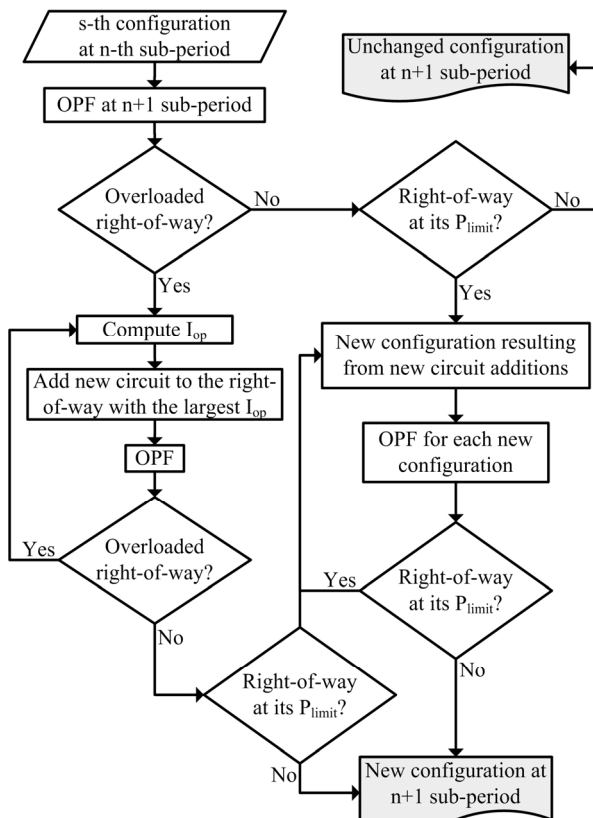 s-th configuration
at n-th sub-period
Unchanged configuration
at n+1 sub-period
OPF at n+1 sub-period
Overloaded
right-of-way?
No
Right-of-way
at its P_limit?
No
Yes
Yes
Compute I_op
New configuration resulting
from new circuit additions
Add new circuit to the right-
of-way with the largest I_op
OPF
OPF for each new
configuration
Overloaded
right-of-way?
Yes
Right-of-way
at its P_limit?
Yes
No
Right-of-way
at its P_limit?
No
No
New configuration at
n+1 sub-period